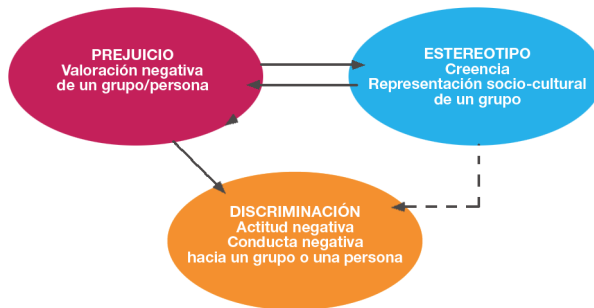 PREJUICIO
Valoración negativa
de un grupo/persona
ESTEREOTIPO
Creencia
Representación socio-cultural
de un grupo
DISCRIMINACIÓN
Actitud negativa
Conducta negativa
hacia un grupo o una persona